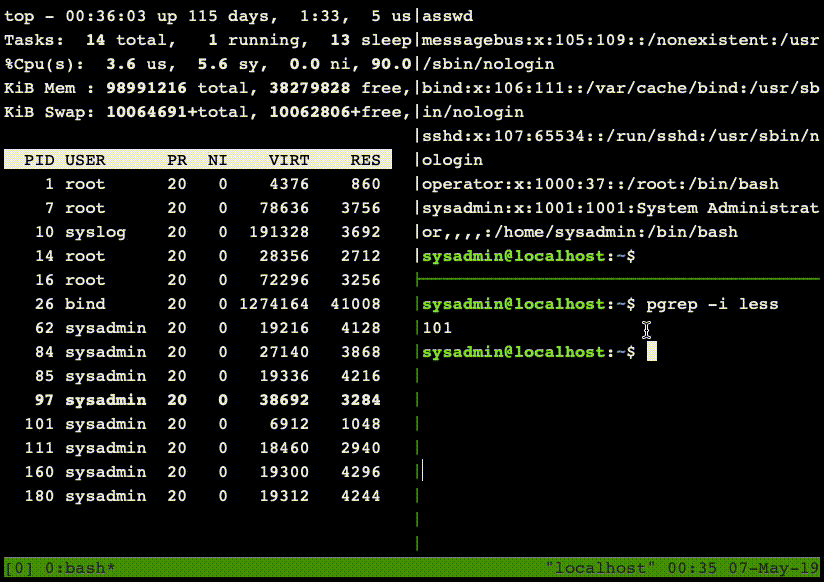 top - 00:36:03 up 115 days,  1:33,  5 us
Tasks:  14 total,   1 running,  13 sleep
%Cpu(s):  3.6 us,  5.6 sy,  0.0 ni, 90.0
KiB Mem : 98991216 total, 38279828 free,
KiB Swap: 10064691+total, 10062806+free,
PID USER      PR  NI    VIRT    RES
1 root      20   0    4376    860
7 root      20   0   78636   3756
10 syslog    20   0  191328   3692
14 root      20   0   28356   2712
16 root      20   0   72296   3256
26 bind      20   0 1274164  41008
62 sysadmin  20   0   19216   4128
84 sysadmin  20   0   27140   3868
85 sysadmin  20   0   19336   4216
97 sysadmin  20   0   38692   3284
101 sysadmin  20   0    6912   1048
111 sysadmin  20   0   18460   2940
160 sysadmin  20   0   19300   4296
180 sysadmin  20   0   19312   4244
asswd
messagebus:x:105:109::/nonexistent:/usr
/sbin/nologin
bind:x:106:111::/var/cache/bind:/usr/sb
in/nologin
sshd:x:107:65534::/run/sshd:/usr/sbin/n
ologin
operator:x:1000:37::/root:/bin/bash
sysadmin:x:1001:1001:System Administrat
or,,,,:/home/sysadmin:/bin/bash
sysadmin@localhost:~$
sysadmin@localhost:~$ pgrep -i less
101
sysadmin@localhost:~$
[0] 0:bash* "localhost" 00:35 07-May-19